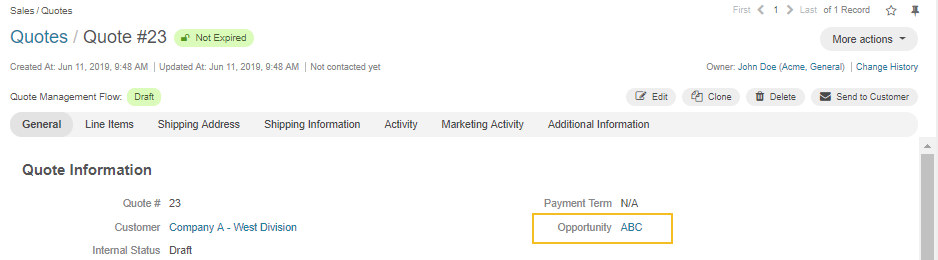 Sales / Quotes
First 1 Last of 1 Record
Quotes / Quote #23 Not Expired
More actions
Created At: Jun 11, 2019, 9:48 AM | Updated At: Jun 11, 2019, 9:48 AM | Not contacted yet
Owner: John Doe (Acme, General) | Change History
Quote Management Flow: Draft
Edit Clone Delete Send to Customer
General Line Items Shipping Address Shipping Information Activity Marketing Activity Additional Information
Quote Information
Quote # 23
Customer Company A - West Division
Internal Status Draft
Payment Term N/A
Opportunity ABC